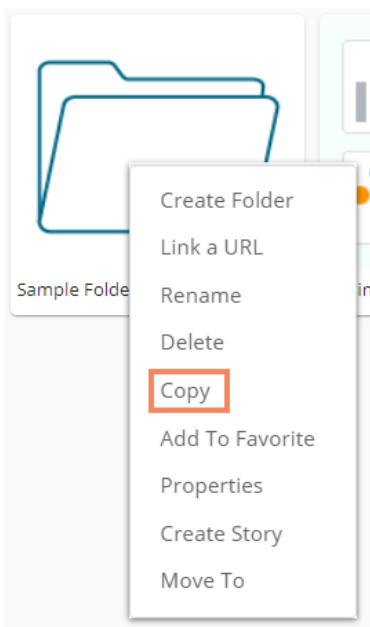 Create Folder
Link a URL
Sample Folde
Rename
Delete
Copy
Add To Favorite
Properties
Create Story
Move To